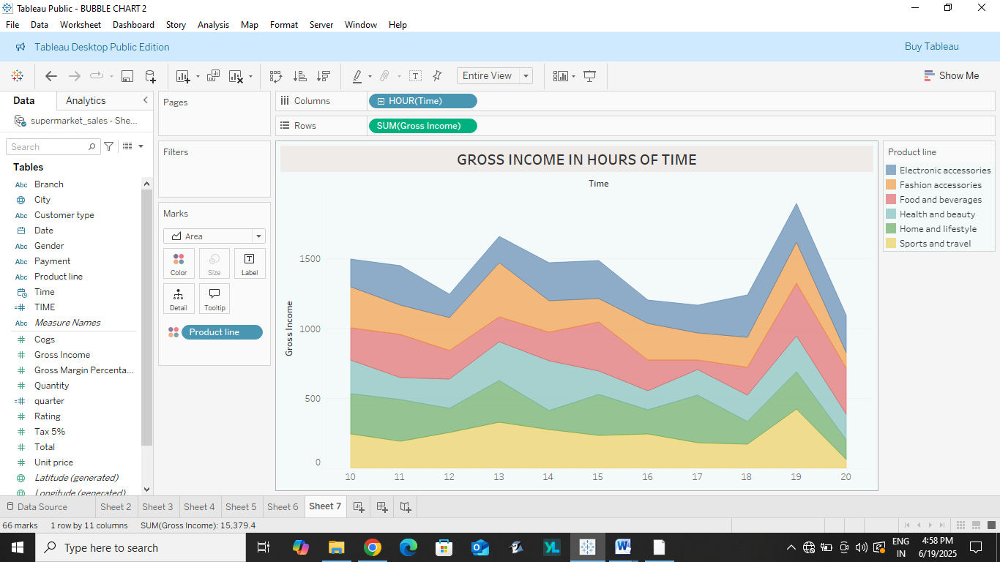 Tableau Public - BUBBLE CHART 2
File Data Worksheet Dashboard Story Analysis Map Format Server Window Help
Tableau Desktop Public Edition Buy Tableau
Entire View Show Me
Data Analytics
supermarket_sales - She...
Search
Tables
Abc Branch
City
Abc Customer type
Date
Abc Gender
Abc Payment
Abc Product line
Time
TIME
Abc Measure Names
Cogs
Gross Income
Gross Margin Percenta...
Quantity
quarter
Rating
Tax 5%
Total
Unit price
Latitude (generated)
Longitude (generated)
Pages
Filters
Marks
Area
Color Size Label
Detail Tooltip
Product line
Columns HOUR(Time)
Rows SUM(Gross Income)
GROSS INCOME IN HOURS OF TIME
Time
Gross Income
1500
1000
500
0
10 11 12 13 14 15 16 17 18 19 20
Product line
Electronic accessories
Fashion accessories
Food and beverages
Health and beauty
Home and lifestyle
Sports and travel
Data Source Sheet 2 Sheet 3 Sheet 4 Sheet 5 Sheet 6 Sheet 7
66 marks 1 row by 11 columns SUM(Gross Income): 15,379.4
Type here to search
YL
W
ENG
IN
4:58 PM
6/19/2025